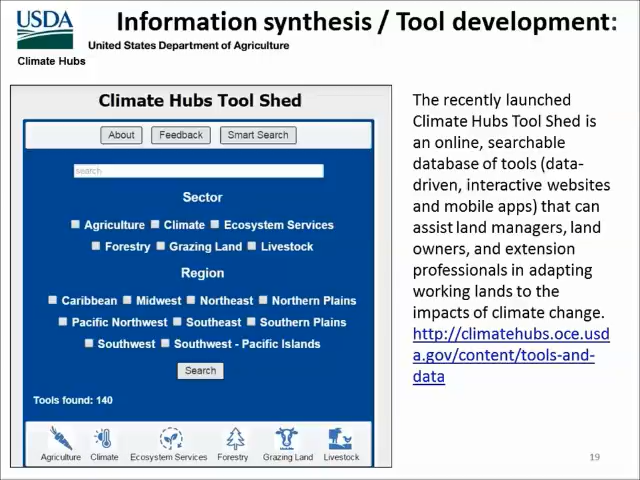 Information synthesis / Tool development:
USDA
United States Department of Agriculture
Climate Hubs
Climate Hubs Tool Shed
About Feedback Smart Search
search
Sector
Agriculture Climate Ecosystem Services
Forestry Grazing Land Livestock
Region
Caribbean Midwest Northeast Northern Plains
Pacific Northwest Southeast Southern Plains
Southwest Southwest - Pacific Islands
Search
Tools found: 140
Agriculture Climate Ecosystem Services Forestry Grazing Land Livestock
The recently launched
Climate Hubs Tool Shed is
an online, searchable
database of tools (data-
driven, interactive websites
and mobile apps) that can
assist land managers, land
owners, and extension
professionals in adapting
working lands to the
impacts of climate change.
http://climatehubs.oce.usd
a.gov/content/tools-and-
data
19